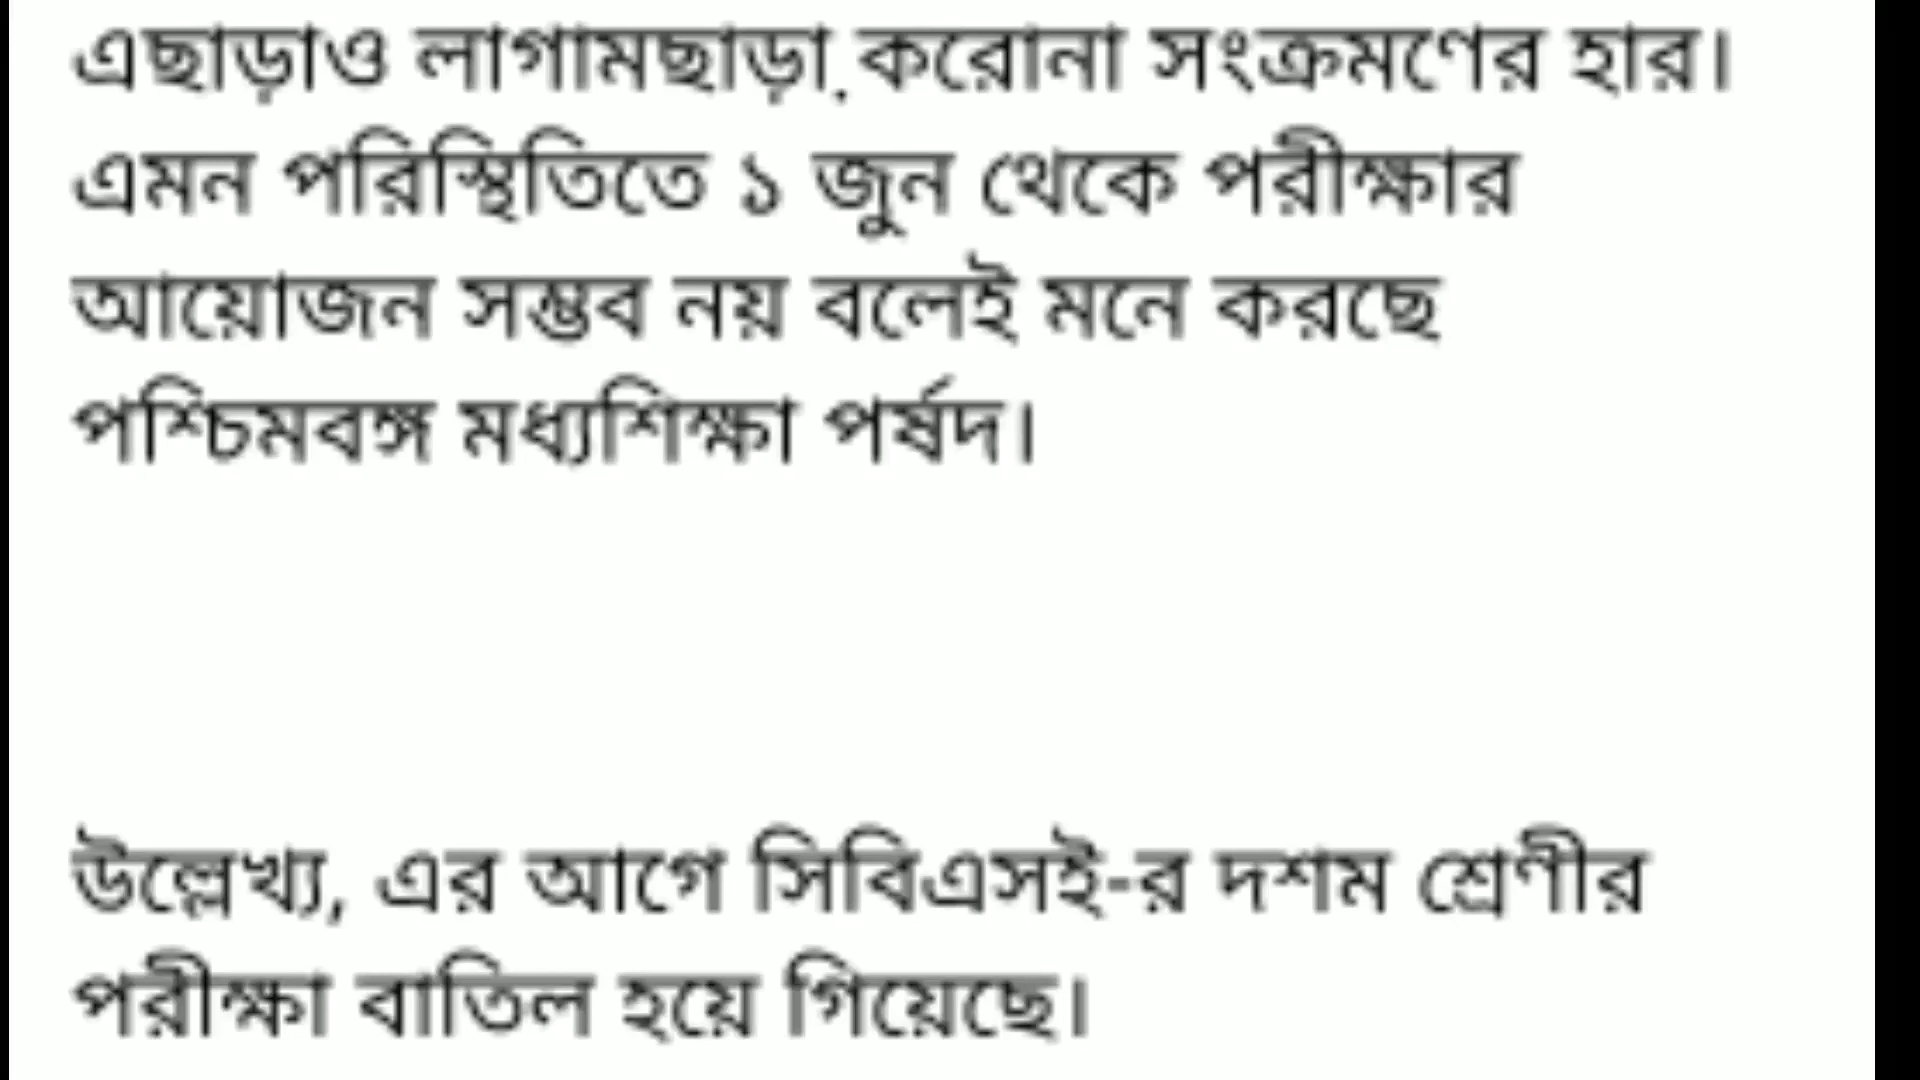 এছাড়াও লাগামছাড়া. করোনা সংক্রমণের হার।
এমন পরিস্থিতিতে ১ জুন থেকে পরীক্ষার
আয়োজন সম্ভব নয় বলেই মনে করছে
পশ্চিমবঙ্গ মধ্যশিক্ষা পর্ষদ।
উল্লেখ্য, এর আগে সিবিএসই-র দশম শ্রেণীর
পরীক্ষা বাতিল হয়ে গিয়েছে।